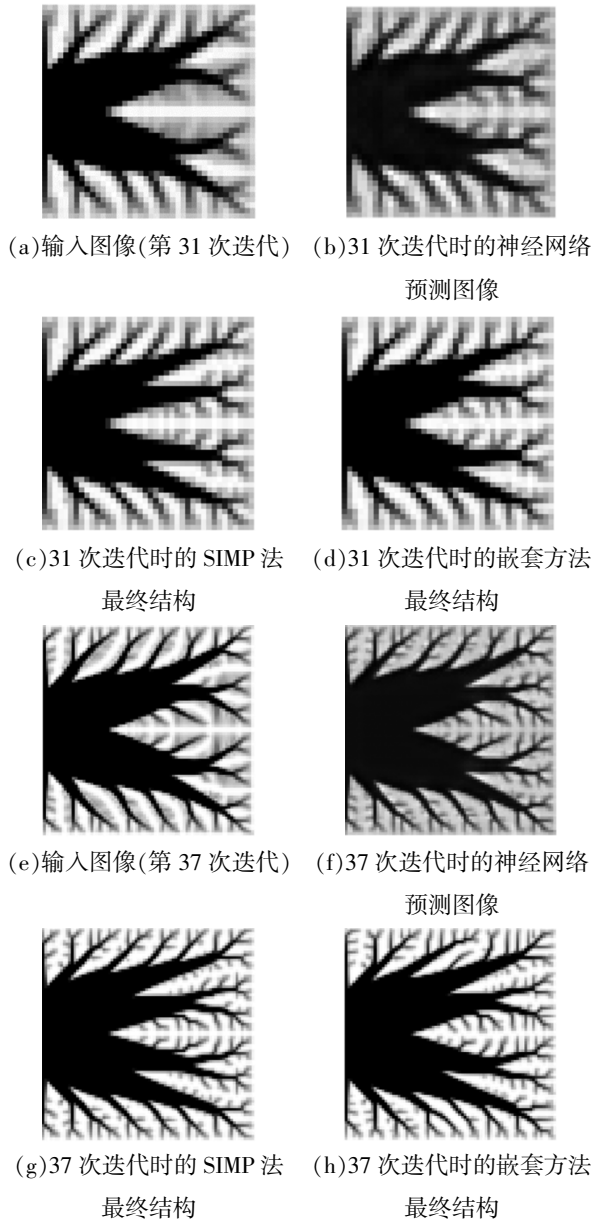 (a)输入图像(第 31 次迭代)
(b)31 次迭代时的神经网络
预测图像
(c)31 次迭代时的 SIMP 法
最终结构
(d)31 次迭代时的嵌套方法
最终结构
(e)输入图像(第 37 次迭代)
(f)37 次迭代时的神经网络
预测图像
(g)37 次迭代时的 SIMP 法
最终结构
(h)37 次迭代时的嵌套方法
最终结构